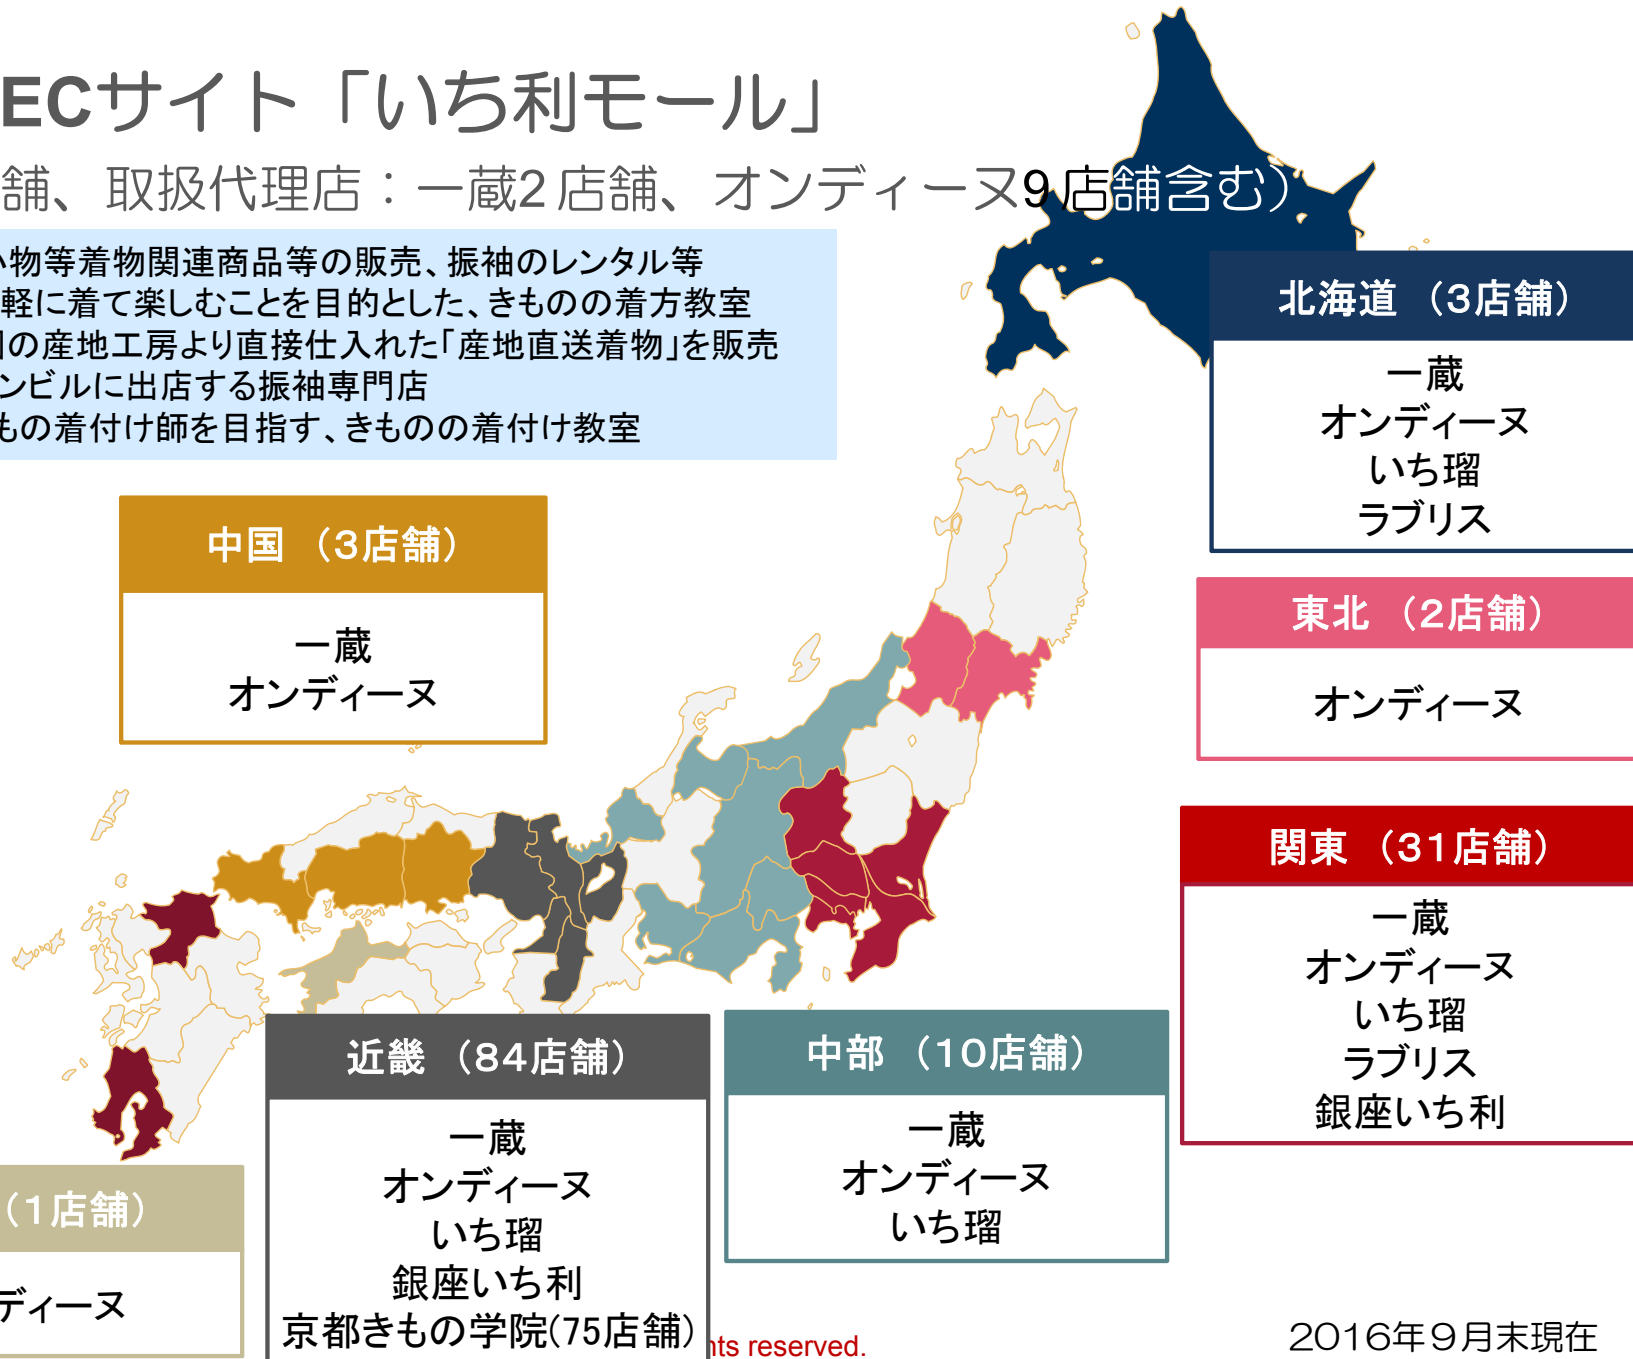 ECサイト「いち利モール」
舗、取扱代理店：一蔵2店舗、オンディーヌ9店舗含む）
小物等着物関連商品等の販売、振袖のレンタル等
軽に着て楽しむことを目的とした、きものの着方教室
の産地工房より直接仕入れた「産地直送着物」を販売
ンビルに出店する振袖専門店
もの着付け師を目指す、きものの着付け教室
北海道 （3店舗）
一蔵
オンディーヌ
いち瑠
ラブリス
中国 （3店舗）
一蔵
オンディーヌ
東北 （2店舗）
オンディーヌ
関東 （31店舗）
一蔵
オンディーヌ
いち瑠
ラブリス
銀座いち利
近畿 （84店舗）
一蔵
オンディーヌ
いち瑠
銀座いち利
京都きもの学院(75店舗)
中部 （10店舗）
一蔵
オンディーヌ
いち瑠
（1店舗）
ディーヌ
hts reserved.
2016年9月末現在